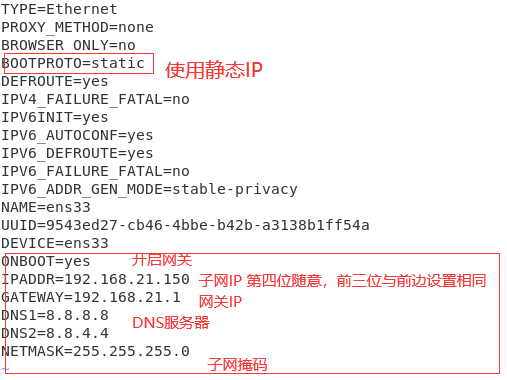 TYPE=Ethernet
PROXY_METHOD=none
BROWSER_ONLY=no
BOOTPROTO=static
使用静态IP
DEFROUTE=yes
IPV4_FAILURE_FATAL=no
IPV6INIT=yes
IPV6_AUTOCONF=yes
IPV6_DEFROUTE=yes
IPV6_FAILURE_FATAL=no
IPV6_ADDR_GEN_MODE=stable-privacy
NAME=ens33
UUID=9543ed27-cb46-4bbe-b42b-a3138b1ff54a
DEVICE=ens33
ONBOOT=yes
开启网关
IPADDR=192.168.21.150
子网IP 第四位随意，前三位与前边设置相同
GATEWAY=192.168.21.1
网关IP
DNS1=8.8.8.8
DNS服务器
DNS2=8.8.4.4
NETMASK=255.255.255.0
子网掩码
~